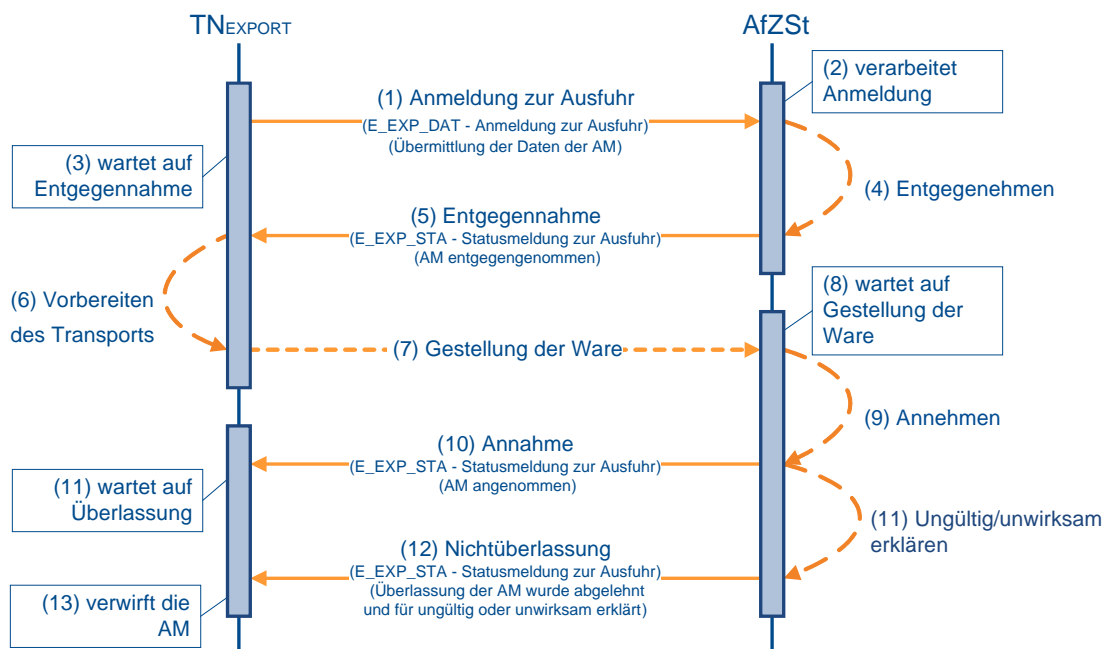 TNEXPORT
AfZSt
(2) verarbeitet
Anmeldung
(1) Anmeldung zur Ausfuhr
(E_EXP_DAT - Anmeldung zur Ausfuhr)
(Übermittlung der Daten der AM)
(3) wartet auf
Entgegennahme
(4) Entgegenehmen
(5) Entgegennahme
(E_EXP_STA - Statusmeldung zur Ausfuhr)
(AM entgegengenommen)
(6) Vorbereiten
des Transports
(8) wartet auf
Gestellung der
Ware
(7) Gestellung der Ware
(9) Annehmen
(10) Annahme
(E_EXP_STA - Statusmeldung zur Ausfuhr)
(AM angenommen)
(11) wartet auf
Überlassung
(11) Ungültig/unwirksam
erklären
(12) Nichtüberlassung
(E_EXP_STA - Statusmeldung zur Ausfuhr)
(Überlassung der AM wurde abgelehnt
und für ungültig oder unwirksam erklärt)
(13) verwirft die
AM